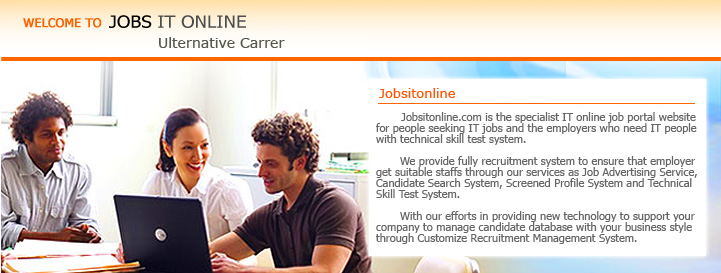 WELCOME TO JOBS IT ONLINE
Ulternative Carrer
Jobsitonline
Jobsitonline.com is the specialist IT online job portal website
for people seeking IT jobs and the employers who need IT people
with technical skill test system.
We provide fully recruitment system to ensure that employer
get suitable staffs through our services as Job Advertising Service,
Candidate Search System, Screened Profile System and Technical
Skill Test System.
With our efforts in providing new technology to support your
company to manage candidate database with your business style
through Customize Recruitment Management System.